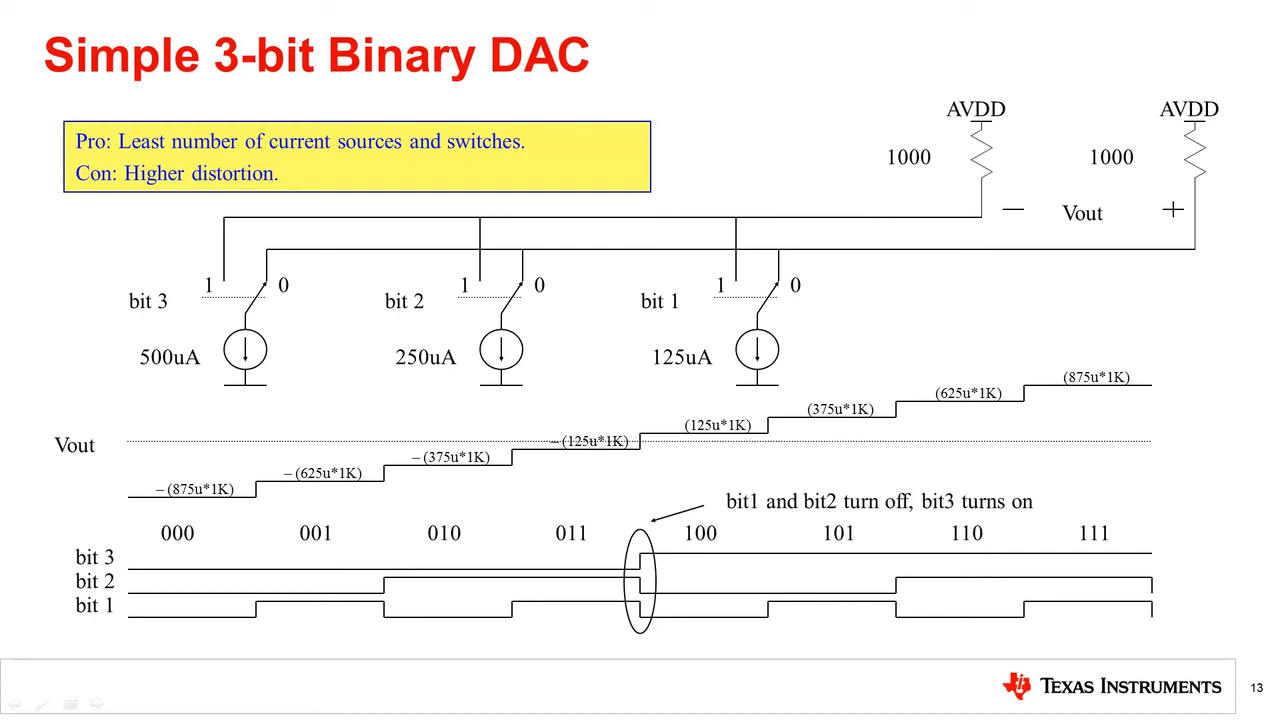 Simple 3-bit Binary DAC
Pro: Least number of current sources and switches.
Con: Higher distortion.
AVDD
AVDD
1000
1000
− Vout +
1 0
1 0
1 0
bit 3
bit 2
bit 1
500uA
250uA
125uA
Vout
– (875u*1K)
– (625u*1K)
– (375u*1K)
– (125u*1K)
(125u*1K)
(375u*1K)
(625u*1K)
(875u*1K)
bit1 and bit2 turn off, bit3 turns on
000 001 010 011 100 101 110 111
bit 3
bit 2
bit 1
TEXAS INSTRUMENTS
13